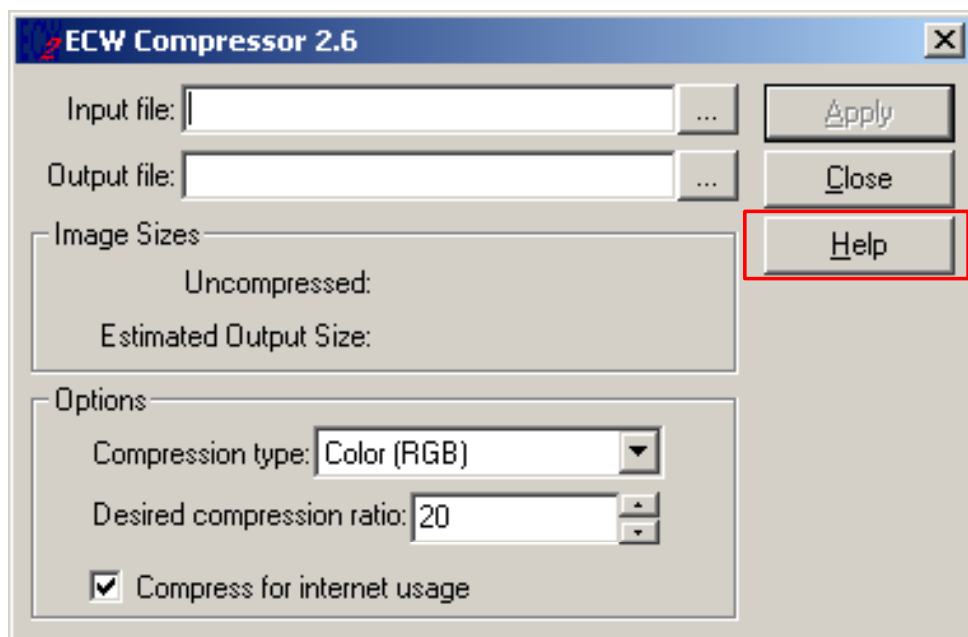 ECW Compressor 2.6
Input file:
...
Apply
Output file:
...
Close
Help
Image Sizes
Uncompressed:
Estimated Output Size:
Options
Compression type: Color (RGB)
Desired compression ratio: 20
Compress for internet usage